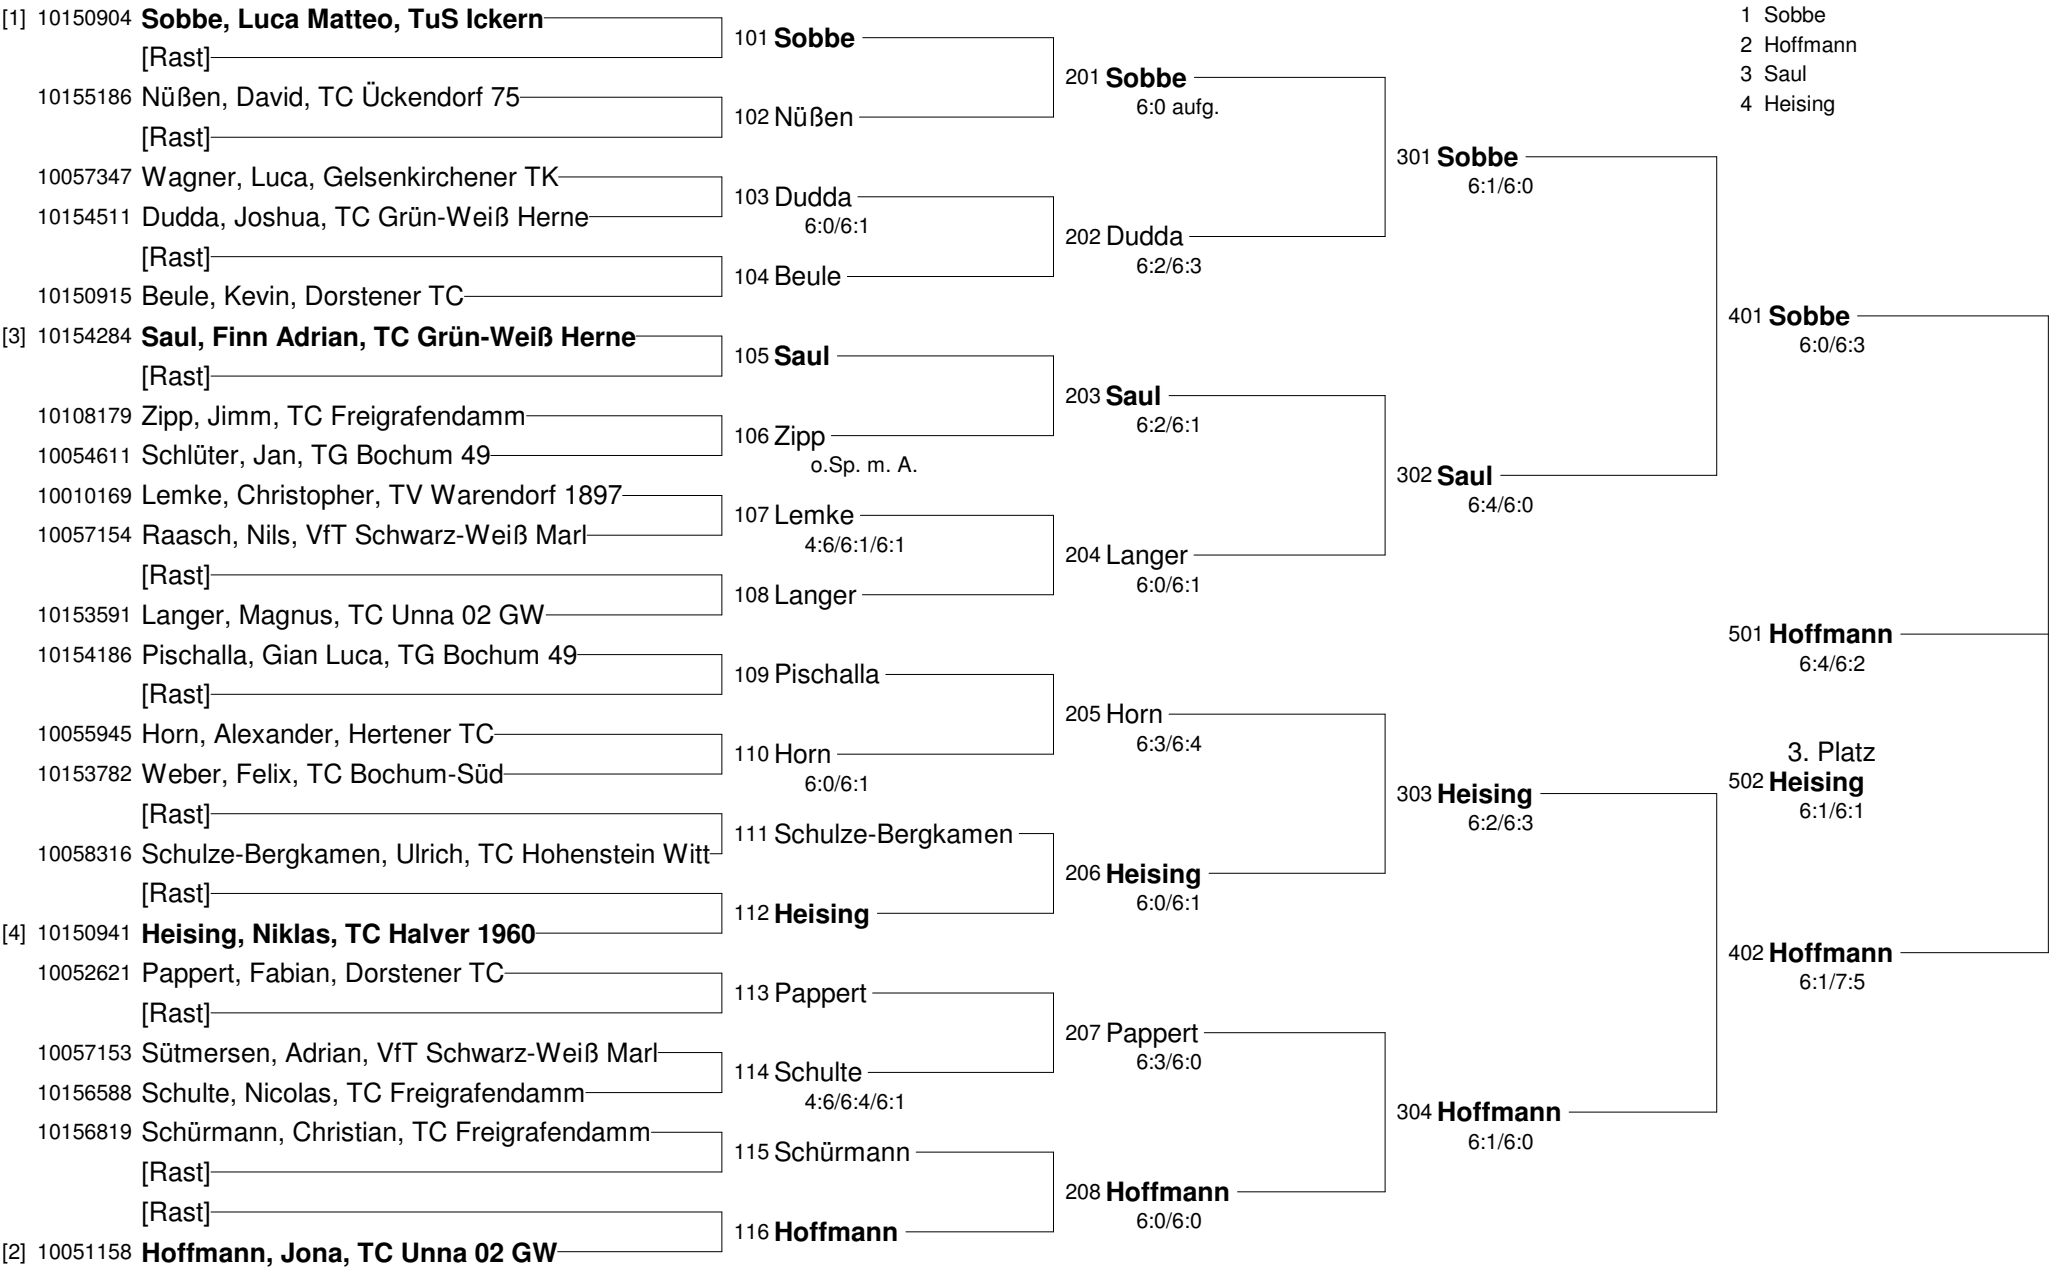 [1] 10150904 Sobbe, Luca Matteo, TuS Ickern
[Rast]
10155186 Nüßen, David, TC Ückendorf 75
[Rast]
10057347 Wagner, Luca, Gelsenkirchener TK
10154511 Dudda, Joshua, TC Grün-Weiß Herne
[Rast]
10150915 Beule, Kevin, Dorstener TC
[3] 10154284 Saul, Finn Adrian, TC Grün-Weiß Herne
[Rast]
10108179 Zipp, Jimm, TC Freigrafendamm
10054611 Schlüter, Jan, TG Bochum 49
10010169 Lemke, Christopher, TV Warendorf 1897
10057154 Raasch, Nils, VfT Schwarz-Weiß Marl
[Rast]
10153591 Langer, Magnus, TC Unna 02 GW
10154186 Pischalla, Gian Luca, TG Bochum 49
[Rast]
10055945 Horn, Alexander, Hertener TC
10153782 Weber, Felix, TC Bochum-Süd
[Rast]
10058316 Schulze-Bergkamen, Ulrich, TC Hohenstein Witt
[Rast]
[4] 10150941 Heising, Niklas, TC Halver 1960
10052621 Pappert, Fabian, Dorstener TC
[Rast]
10057153 Sütmersen, Adrian, VfT Schwarz-Weiß Marl
10156588 Schulte, Nicolas, TC Freigrafendamm
10156819 Schürmann, Christian, TC Freigrafendamm
[Rast]
[Rast]
[2] 10051158 Hoffmann, Jona, TC Unna 02 GW
101 Sobbe
102 Nüßen
103 Dudda
6:0/6:1
104 Beule
105 Saul
106 Zipp
o.Sp. m. A.
107 Lemke
4:6/6:1/6:1
108 Langer
109 Pischalla
110 Horn
6:0/6:1
111 Schulze-Bergkamen
112 Heising
113 Pappert
114 Schulte
4:6/6:4/6:1
115 Schürmann
116 Hoffmann
201 Sobbe
6:0 aufg.
202 Dudda
6:2/6:3
203 Saul
6:2/6:1
204 Langer
6:0/6:1
205 Horn
6:3/6:4
206 Heising
6:0/6:1
207 Pappert
6:3/6:0
208 Hoffmann
6:0/6:0
301 Sobbe
6:1/6:0
302 Saul
6:4/6:0
303 Heising
6:2/6:3
304 Hoffmann
6:1/6:0
1 Sobbe
2 Hoffmann
3 Saul
4 Heising
401 Sobbe
6:0/6:3
501 Hoffmann
6:4/6:2
3. Platz
502 Heising
6:1/6:1
402 Hoffmann
6:1/7:5